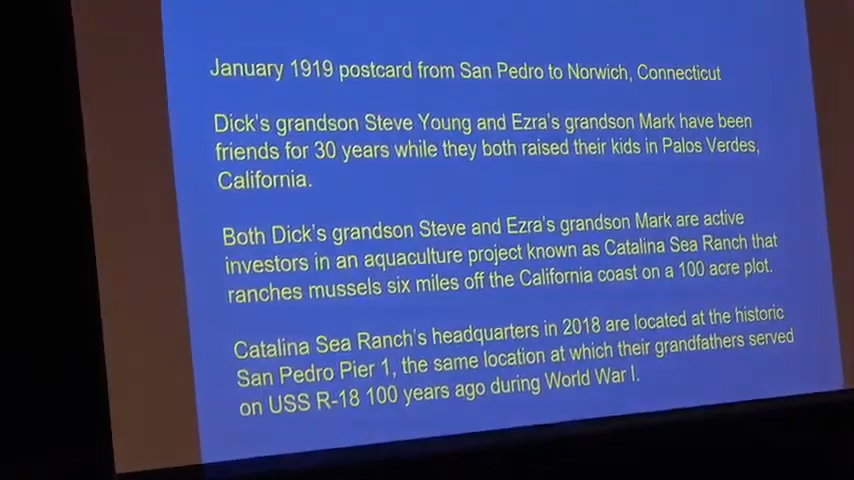 January 1919 postcard from San Pedro to Norwich, Connecticut
Dick's grandson Steve Young and Ezra's grandson Mark have been
friends for 30 years while they both raised their kids in Palos Verdes,
California.
Both Dick's grandson Steve and Ezra's grandson Mark are active
investors in an aquaculture project known as Catalina Sea Ranch that
ranches mussels six miles off the California coast on a 100 acre plot.
Catalina Sea Ranch's headquarters in 2018 are located at the historic
San Pedro Pier 1, the same location at which their grandfathers served
on USS R-18 100 years ago during World War I.